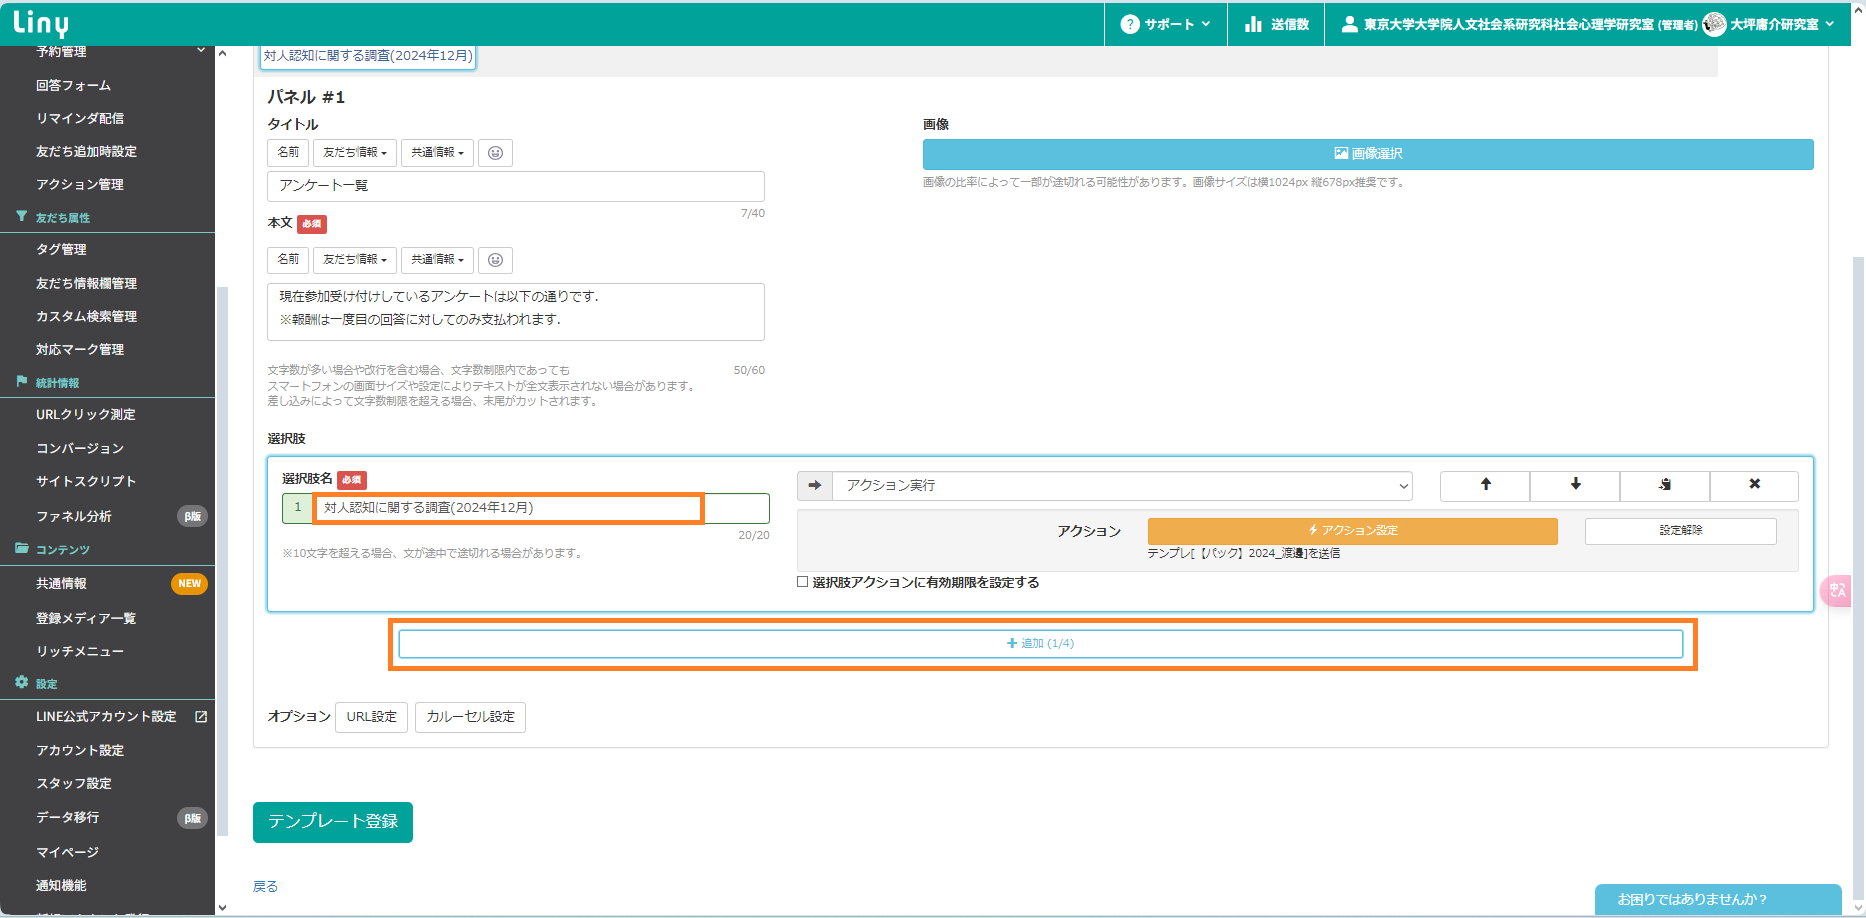 Liny
サポート
送信数
東京大学大学院人文社会系研究科社会心理学研究室 (管理者)
大坪庸介研究室
予約管理
回答フォーム
リマインダ配信
友だち追加時設定
アクション管理
友だち属性
タグ管理
友だち情報欄管理
カスタム検索管理
対応マーク管理
統計情報
URLクリック測定
コンバージョン
サイトスクリプト
ファネル分析 β版
コンテンツ
共通情報 NEW
登録メディア一覧
リッチメニュー
設定
LINE公式アカウント設定
アカウント設定
スタッフ設定
データ移行 β版
マイページ
通知機能
対人認知に関する調査(2024年12月)
パネル #1
タイトル
名前 友だち情報 共通情報
アンケート一覧
7/40
本文 必須
名前 友だち情報 共通情報
現在参加受け付けしているアンケートは以下の通りです.
※報酬は一度目の回答に対してのみ支払われます.
文字数が多い場合や改行を含む場合、文字数制限内であっても
50/60
スマートフォンの画面サイズや設定によりテキストが全文表示されない場合があります。
差し込みによって文字数制限を超える場合、末尾がカットされます。
画像
画像選択
画像の比率によって一部が途切れる可能性があります。画像サイズは横1024px 縦678px推奨です。
選択肢
選択肢名 必須
1 対人認知に関する調査(2024年12月)
20/20
※10文字を超える場合、文が途中で途切れる場合があります。
アクション実行
アクション
アクション設定
設定解除
テンプレ[【パック】2024_渡邊]を送信
選択肢アクションに有効期限を設定する
追加 (1/4)
オプション URL設定 カルーセル設定
テンプレート登録
戻る
お困りではありませんか？